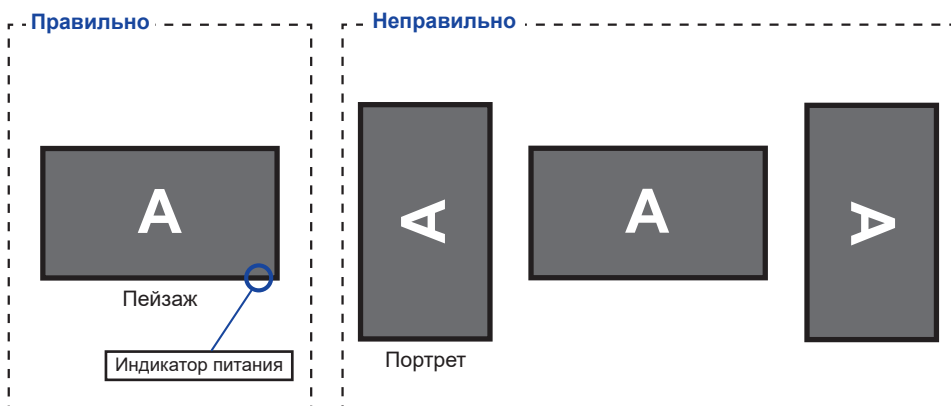 Правильно
Неправильно
A
Пейзаж
Индикатор питания
A
Портрет
A
A